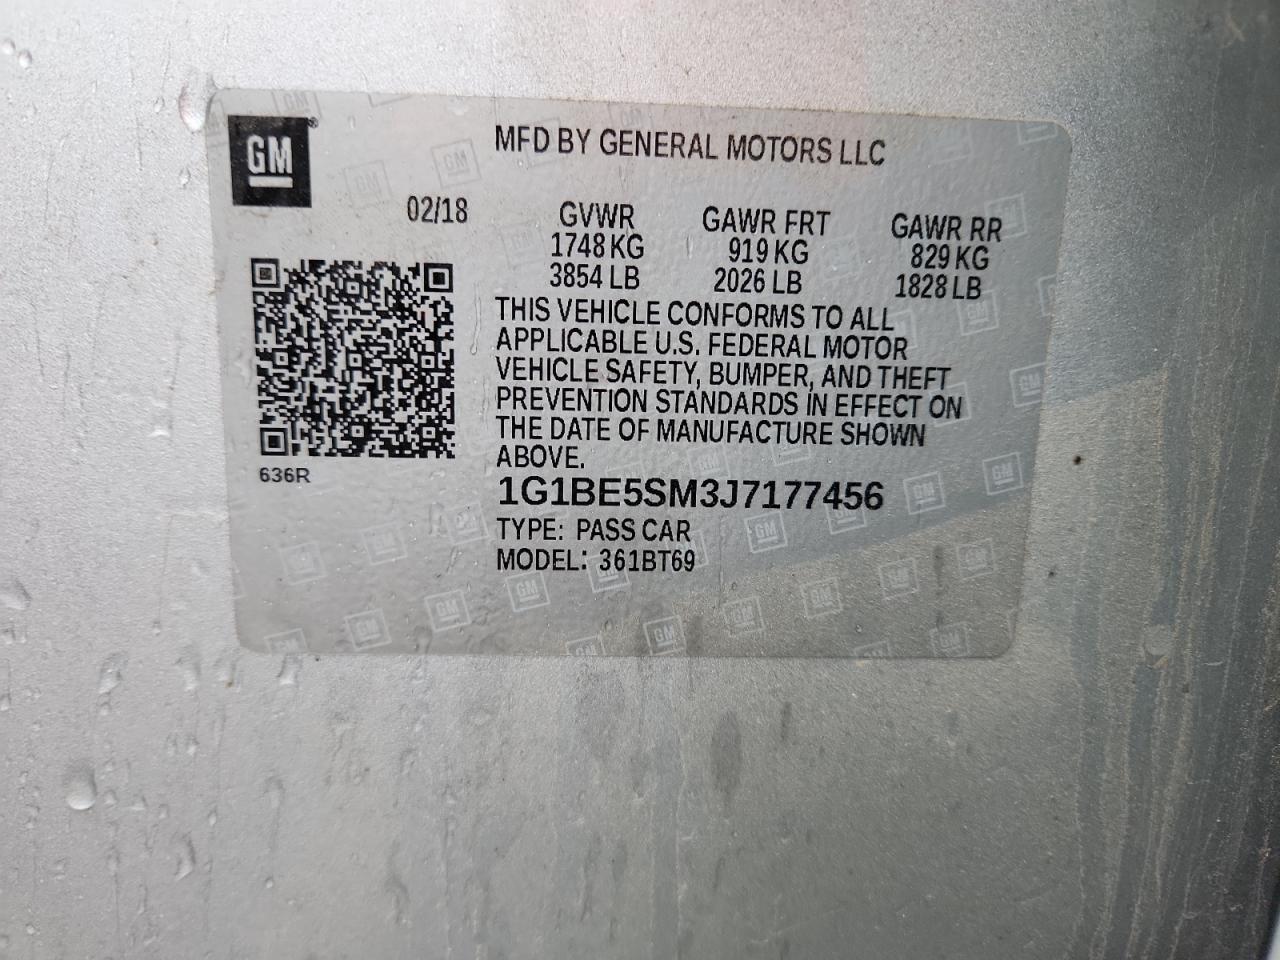 GM
MFD BY GENERAL MOTORS LLC
02/18
GVWR GAWR FRT GAWR RR
1748 KG 919 KG 829 KG
3854 LB 2026 LB 1828 LB
THIS VEHICLE CONFORMS TO ALL
APPLICABLE U.S. FEDERAL MOTOR
VEHICLE SAFETY, BUMPER, AND THEFT
PREVENTION STANDARDS IN EFFECT ON
THE DATE OF MANUFACTURE SHOWN
ABOVE.
636R
1G1BE5SM3J7177456
TYPE: PASS CAR
MODEL: 361BT69